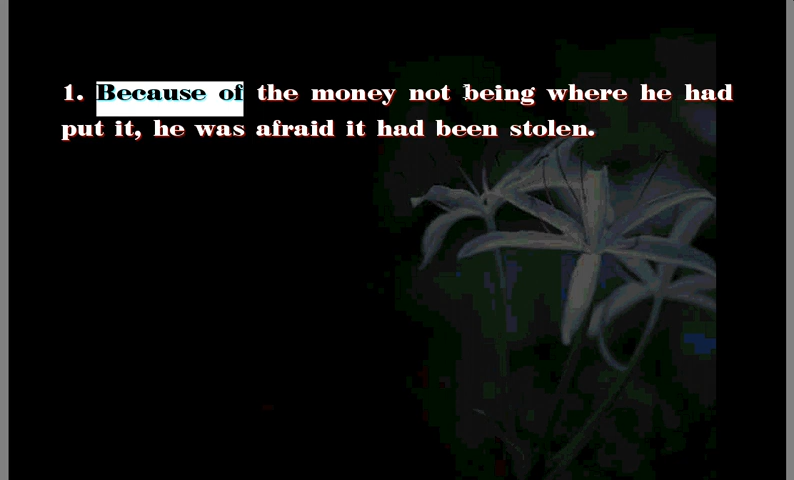 1. Because of the money not being where he had
put it, he was afraid it had been stolen.